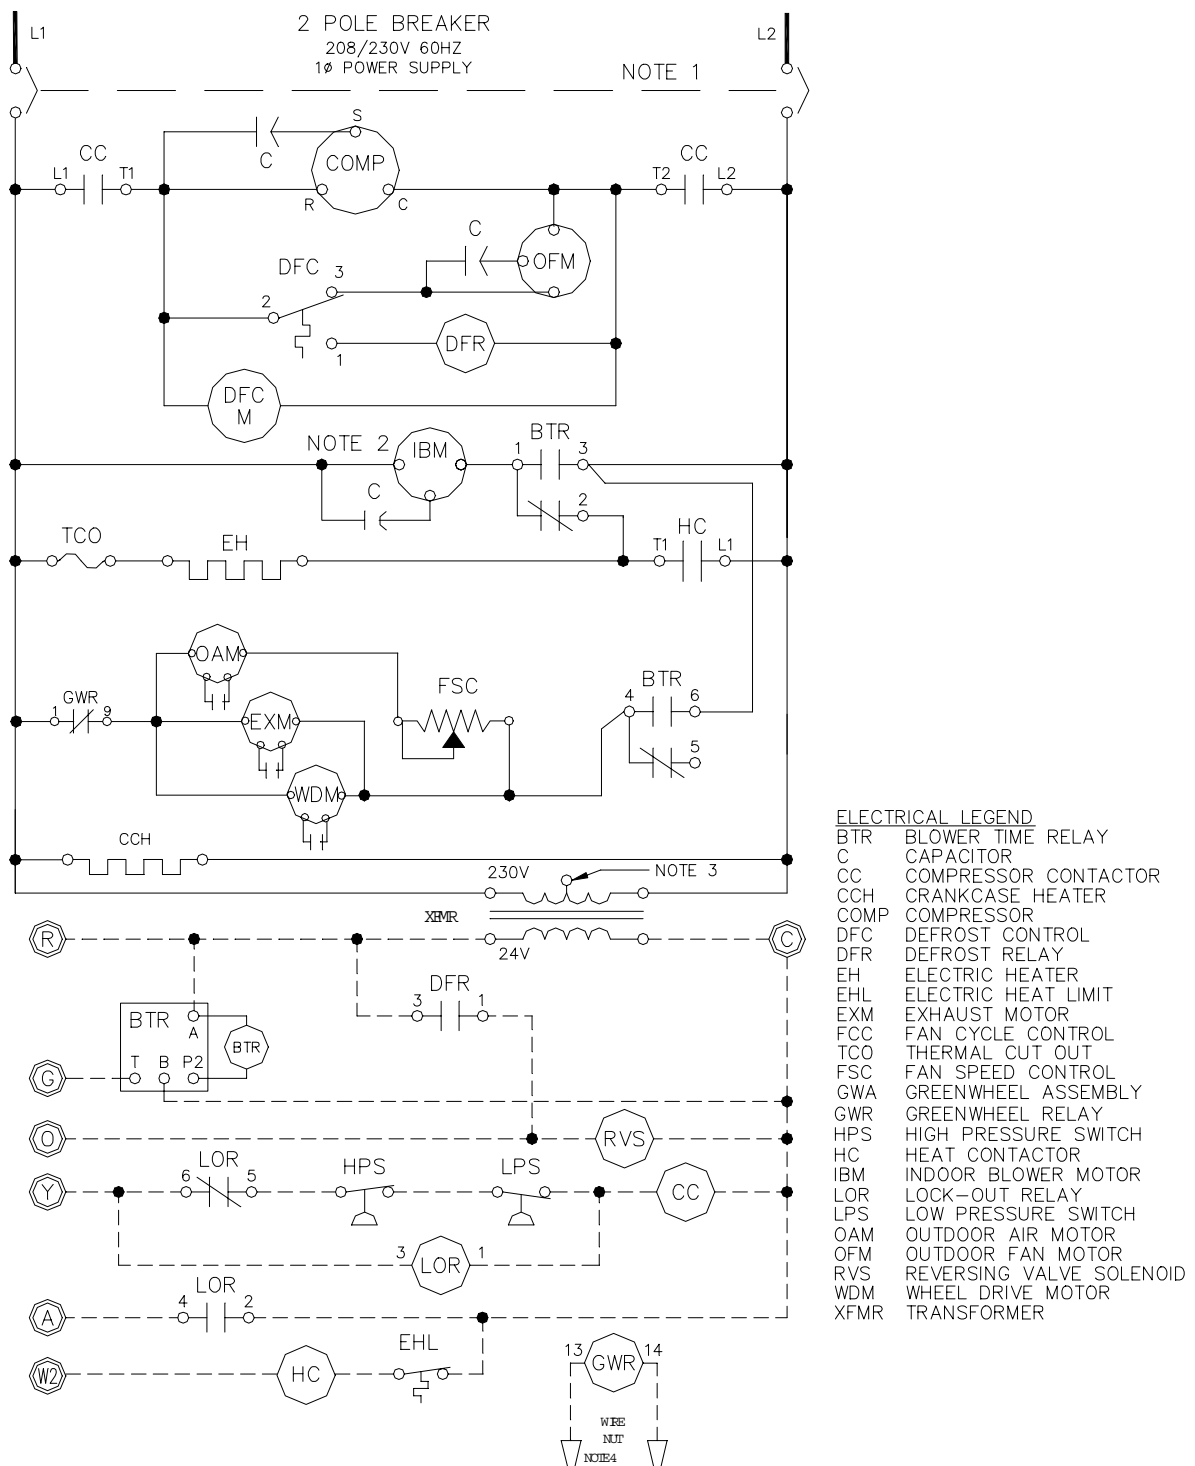 L1
2 POLE BREAKER
208/230V 60HZ
1ø POWER SUPPLY
L2
NOTE 1
S
C
COMP
CC
L1 T1
R C
CC
T2 L2
C
OFM
DFC
3
2
1
DFR
DFC
M
NOTE 2
IBM
C
BTR
1 3
2
TCO
EH
HC
T1 L1
OAM
GWR
1 9
EXM
FSC
WDM
BTR
4 6
5
CCH
230V
NOTE 3
XFMR
24V
R
C
BTR
A
T B P2
BTR
DFR
3 1
G
O
RVS
Y
LOR
6 5
HPS
LPS
CC
3 LOR 1
A
LOR
4 2
W2
HC
EHL
13 GWR 14
WIRE
NUT
NOTE4
ELECTRICAL LEGEND
BTR BLOWER TIME RELAY
C CAPACITOR
CC COMPRESSOR CONTACTOR
CCH CRANKCASE HEATER
COMP COMPRESSOR
DFC DEFROST CONTROL
DFR DEFROST RELAY
EH ELECTRIC HEATER
EHL ELECTRIC HEAT LIMIT
EXM EXHAUST MOTOR
FCC FAN CYCLE CONTROL
TCO THERMAL CUT OUT
FSC FAN SPEED CONTROL
GWA GREENWHEEL ASSEMBLY
GWR GREENWHEEL RELAY
HPS HIGH PRESSURE SWITCH
HC HEAT CONTACTOR
IBM INDOOR BLOWER MOTOR
LOR LOCK-OUT RELAY
LPS LOW PRESSURE SWITCH
OAM OUTDOOR AIR MOTOR
OFM OUTDOOR FAN MOTOR
RVS REVERSING VALVE SOLENOID
WDM WHEEL DRIVE MOTOR
XFMR TRANSFORMER